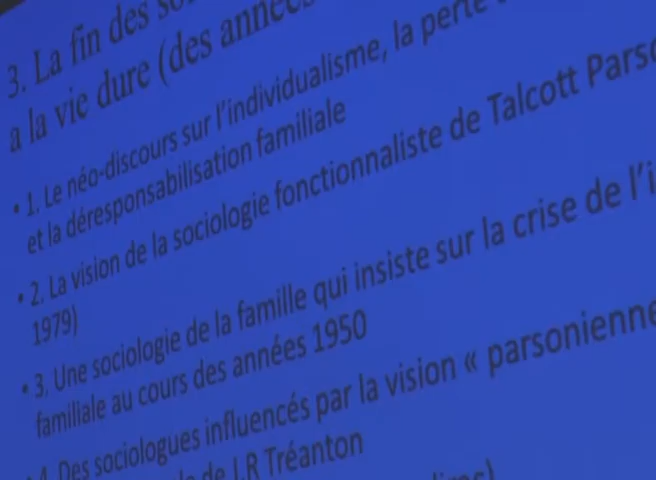 3. La fin des
a la vie dure (des années
• 1. Le néo-discours sur l'individualisme, la perte
et la déresponsabilisation familiale
• 2. La vision de la sociologie fonctionnaliste de Talcott
1979)
• 3. Une sociologie de la famille qui insiste sur la crise de
familiale au cours des années 1950
4. Des sociologues influencés par la vision « parsonienne
de J.R Tréanton